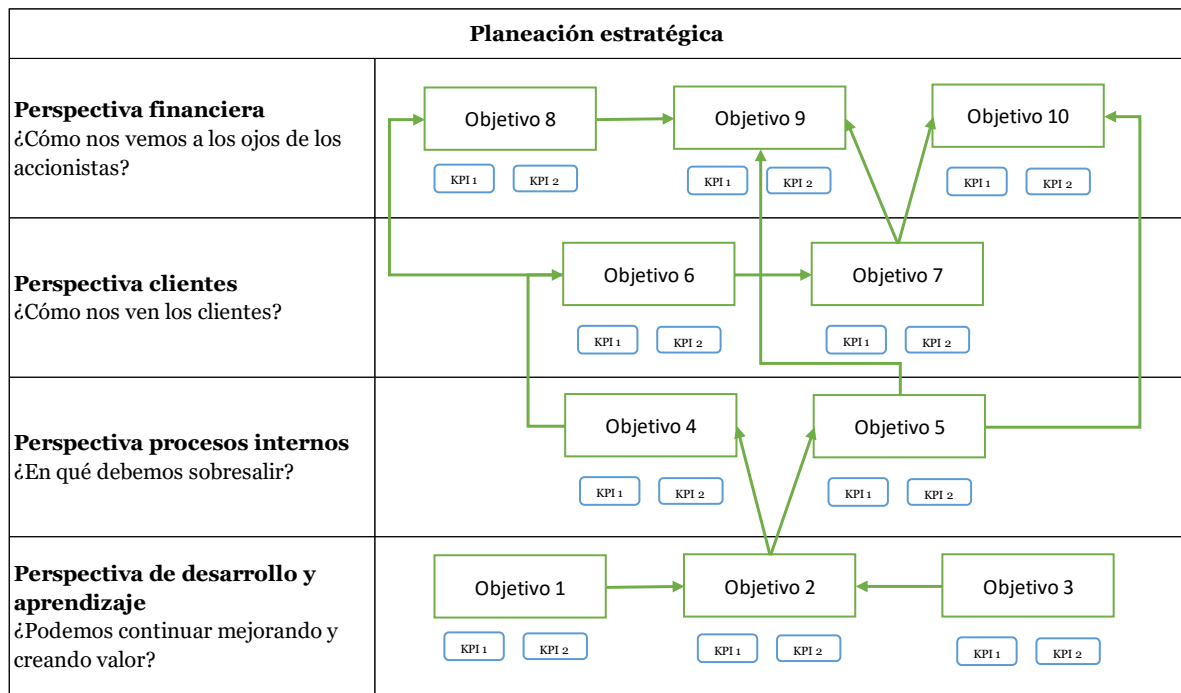 Planeación estratégica
Perspectiva financiera
¿Cómo nos vemos a los ojos de los
accionistas?
Objetivo 8
Objetivo 9
Objetivo 10
KPI 1
KPI 2
KPI 1
KPI 2
KPI 1
KPI 2
Perspectiva clientes
¿Cómo nos ven los clientes?
Objetivo 6
Objetivo 7
KPI 1
KPI 2
KPI 1
KPI 2
Perspectiva procesos internos
¿En qué debemos sobresalir?
Objetivo 4
Objetivo 5
KPI 1
KPI 2
KPI 1
KPI 2
Perspectiva de desarrollo y
aprendizaje
¿Podemos continuar mejorando y
creando valor?
Objetivo 1
Objetivo 2
Objetivo 3
KPI 1
KPI 2
KPI 1
KPI 2
KPI 1
KPI 2